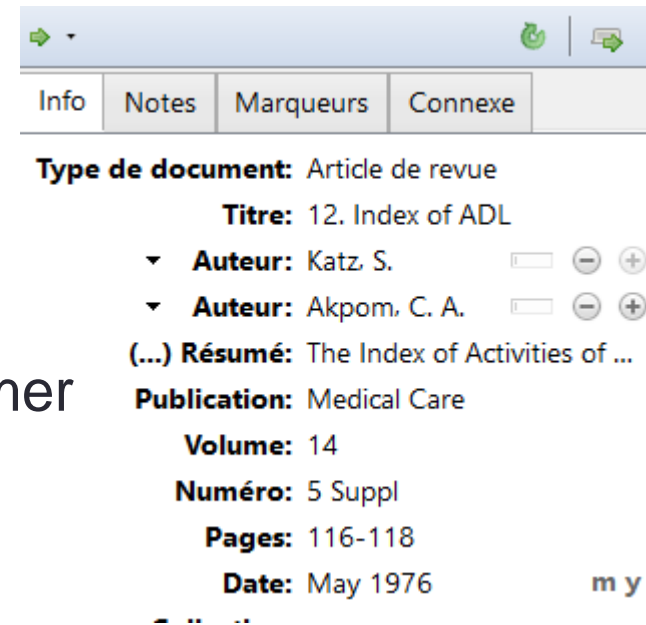 Info Notes Marqueurs Connexe
Type de document: Article de revue
Titre: 12. Index of ADL
Auteur: Katz, S.
Auteur: Akpom, C. A.
(...) Résumé: The Index of Activities of ...
ner
Publication: Medical Care
Volume: 14
Numéro: 5 Suppl
Pages: 116-118
Date: May 1976 m y